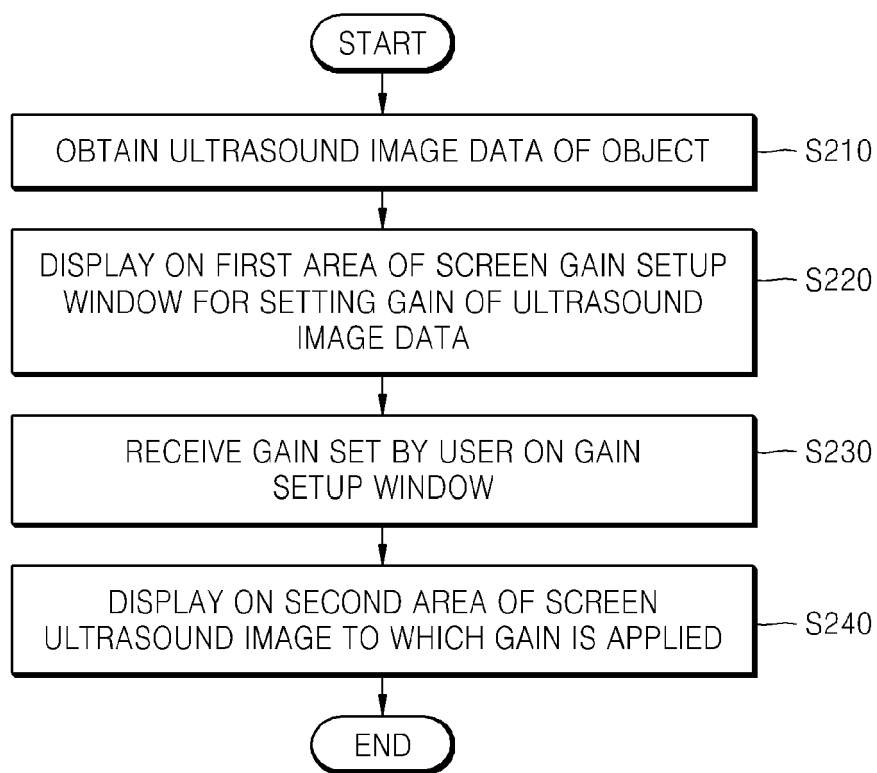 START
OBTAIN ULTRASOUND IMAGE DATA OF OBJECT
S210
DISPLAY ON FIRST AREA OF SCREEN GAIN SETUP
WINDOW FOR SETTING GAIN OF ULTRASOUND
IMAGE DATA
S220
RECEIVE GAIN SET BY USER ON GAIN
SETUP WINDOW
S230
DISPLAY ON SECOND AREA OF SCREEN
ULTRASOUND IMAGE TO WHICH GAIN IS APPLIED
S240
END